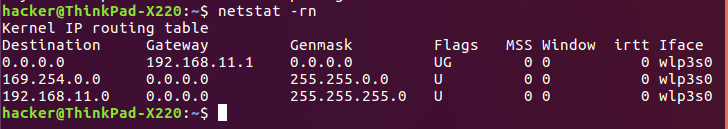 hacker@ThinkPad-X220:~$ netstat -rn
Kernel IP routing table
Destination Gateway Genmask Flags MSS Window irtt Iface
0.0.0.0 192.168.11.1 0.0.0.0 UG 0 0 0 wlp3s0
169.254.0.0 0.0.0.0 255.255.0.0 U 0 0 0 wlp3s0
192.168.11.0 0.0.0.0 255.255.255.0 U 0 0 0 wlp3s0
hacker@ThinkPad-X220:~$